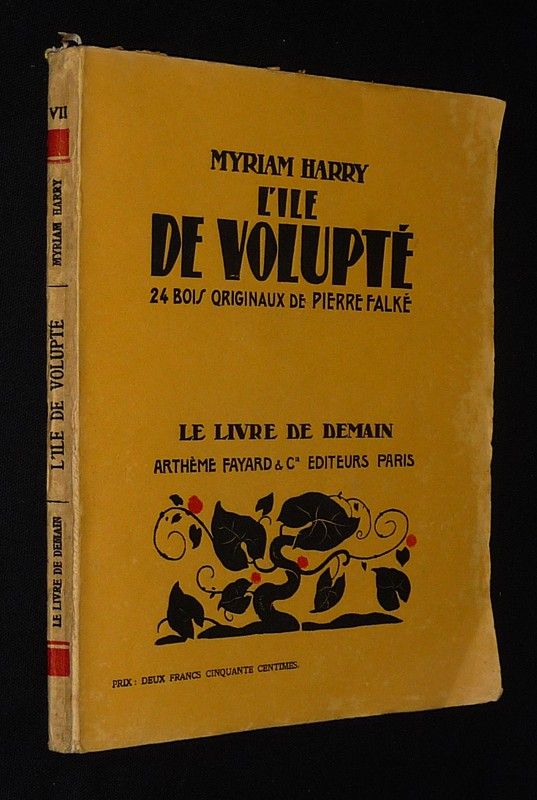 MYRIAM HARRY
L'ILE
DE VOLUPTÉ
24 BOIS ORIGINAUX DE PIERRE FALKÉ
LE LIVRE DE DEMAIN
ARTHÈME FAYARD & Cie EDITEURS PARIS
PRIX : DEUX FRANCS CINQUANTE CENTIMES.
VII
MYRIAM HARRY
L'ILE DE VOLUPTÉ
LE LIVRE DE DEMAIN